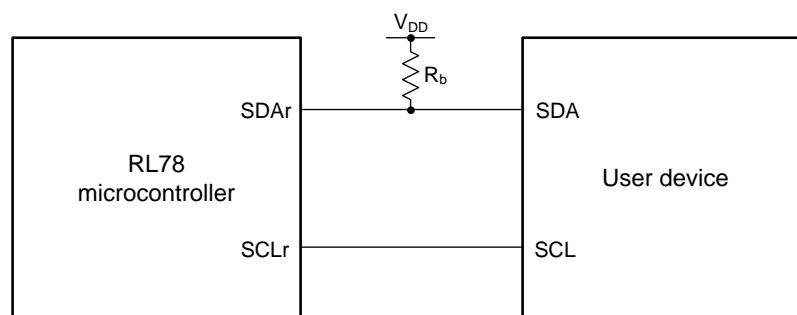 VDD
Rb
SDAr
SDA
RL78
microcontroller
User device
SCLr
SCL